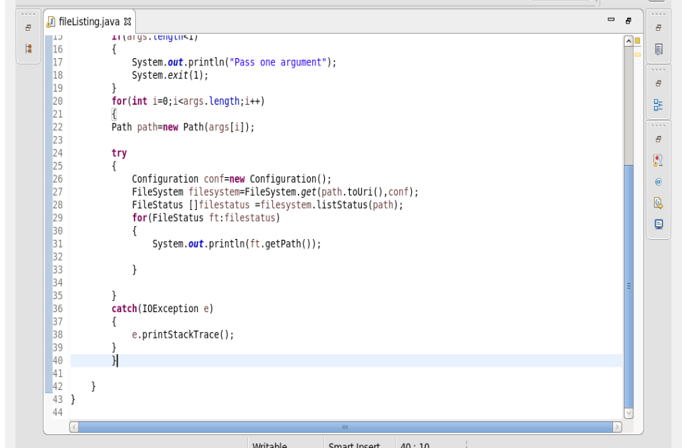 fileListing.java
15 if(args.length<1)
16 {
17 System.out.println("Pass one argument");
18 System.exit(1);
19 }
20 for(int i=0;i<args.length;i++)
21 {
22 Path path=new Path(args[i]);
23
24 try
25 {
26 Configuration conf=new Configuration();
27 FileSystem filesystem=FileSystem.get(path.toUri(),conf);
28 FileStatus []filestatus =filesystem.listStatus(path);
29 for(FileStatus ft:filestatus)
30 {
31 System.out.println(ft.getPath());
32
33 }
34
35 }
36 catch(IOException e)
37 {
38 e.printStackTrace();
39 }
40 }
41
42 }
43 }
44
Writable Smart Insert 40 : 10